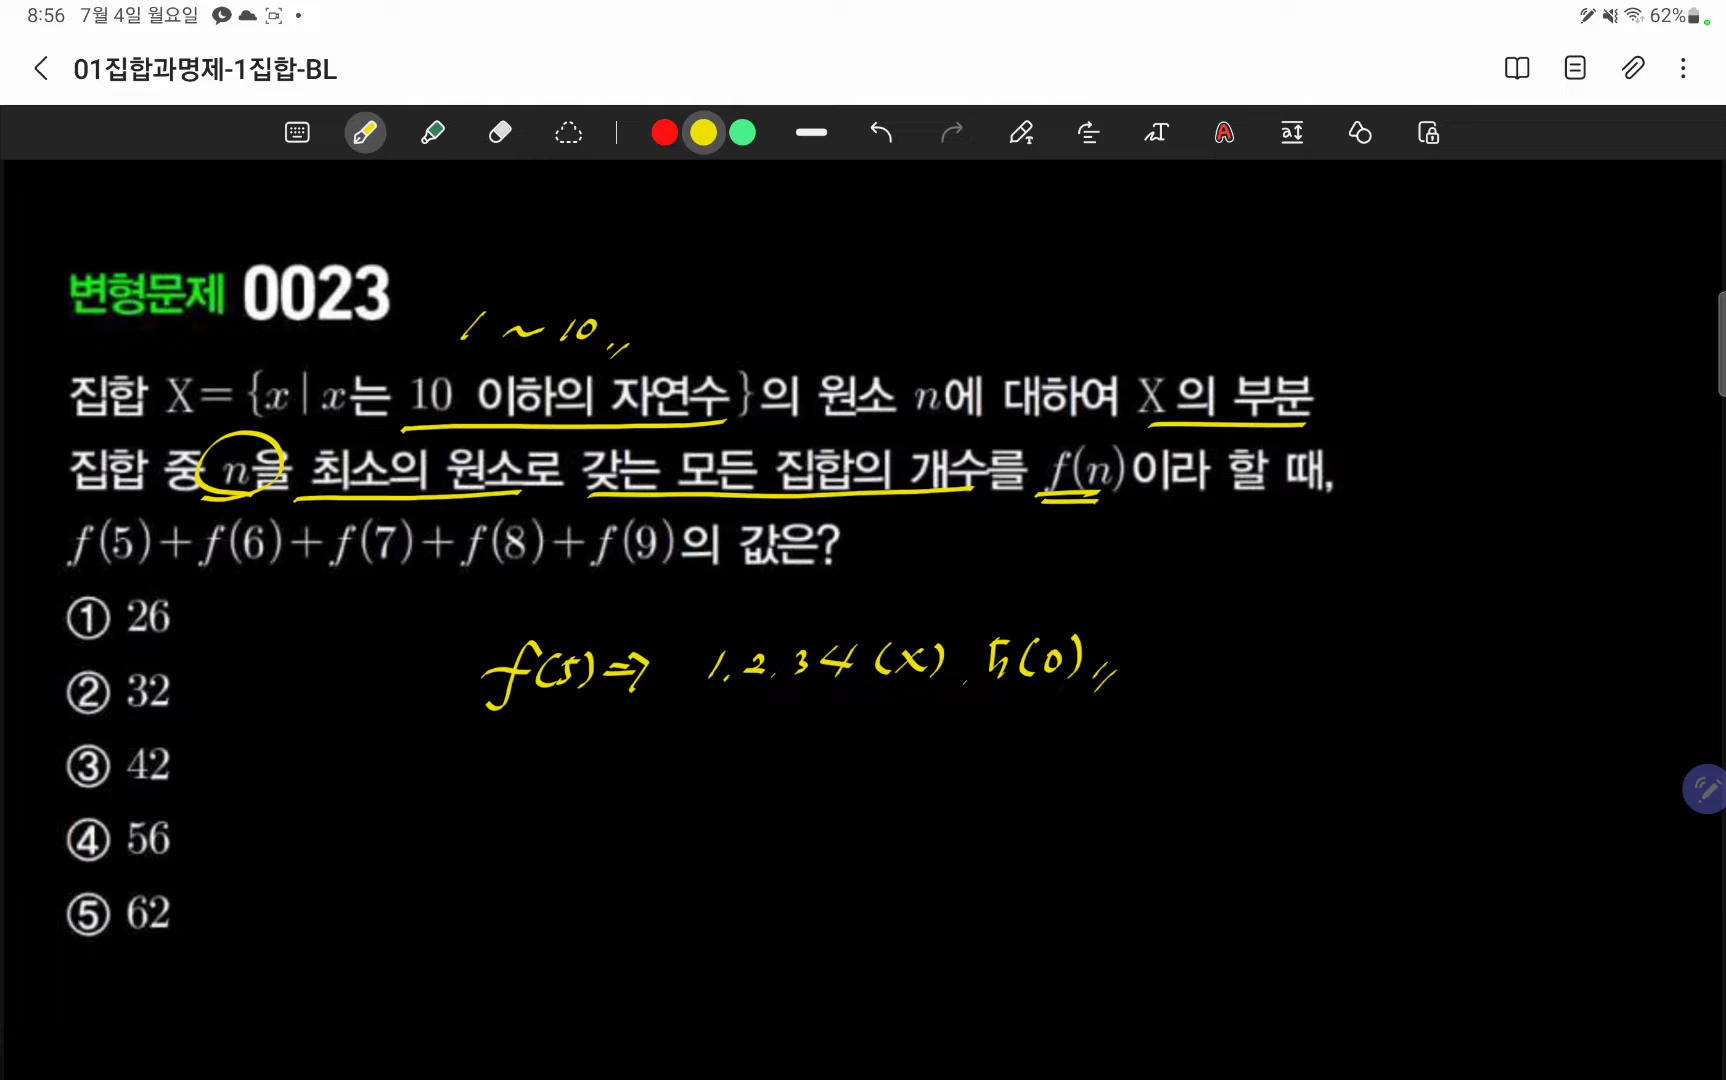 8:56 7월 4일 월요일
62%
01집합과명제-1집합-BL
변형문제 0023
1 ~ 10
집합 X={x | x는 10 이하의 자연수}의 원소 n에 대하여 X의 부분
집합 중 n을 최소의 원소로 갖는 모든 집합의 개수를 f(n)이라 할 때,
f(5)+f(6)+f(7)+f(8)+f(9)의 값은?
① 26
f(5)⇒ 1, 2, 3 4 (X), 5(O)
② 32
③ 42
④ 56
⑤ 62